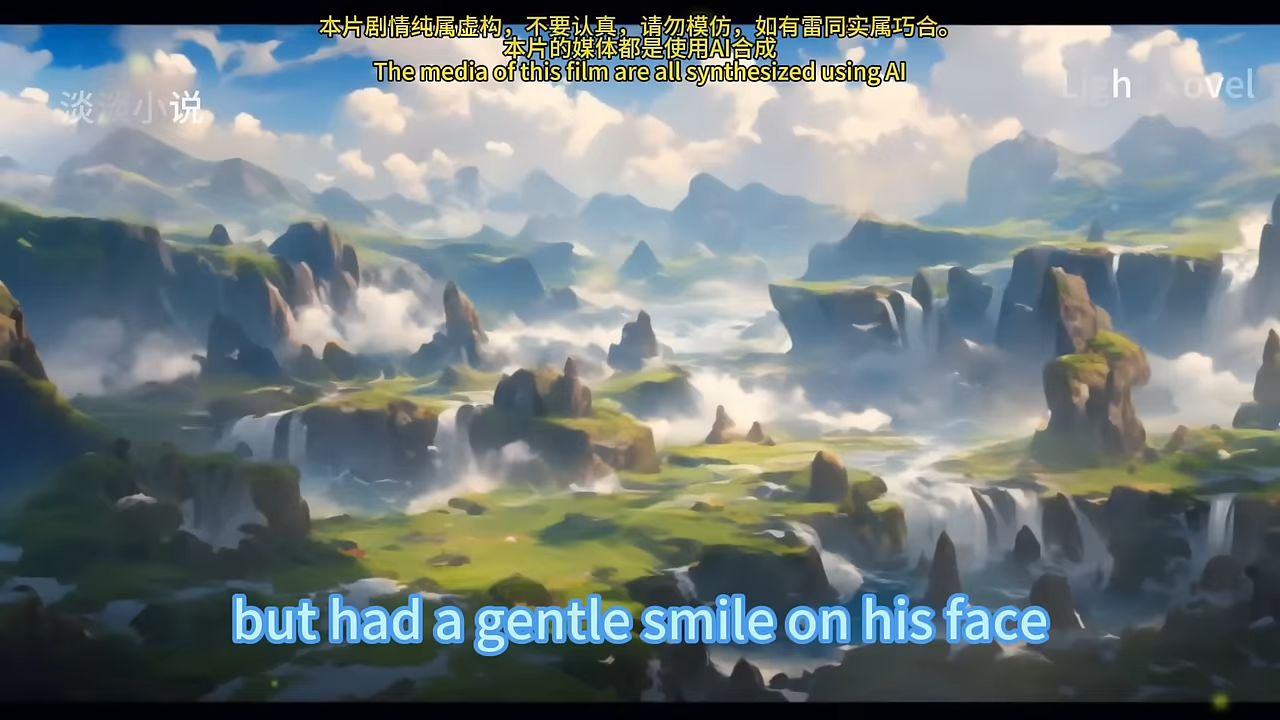 本片剧情纯属虚构，不要认真，请勿模仿，如有雷同实属巧合。
本片的媒体都是使用AI合成
The media of this film are all synthesized using AI
淡淡小说
Light Novel
but had a gentle smile on his face